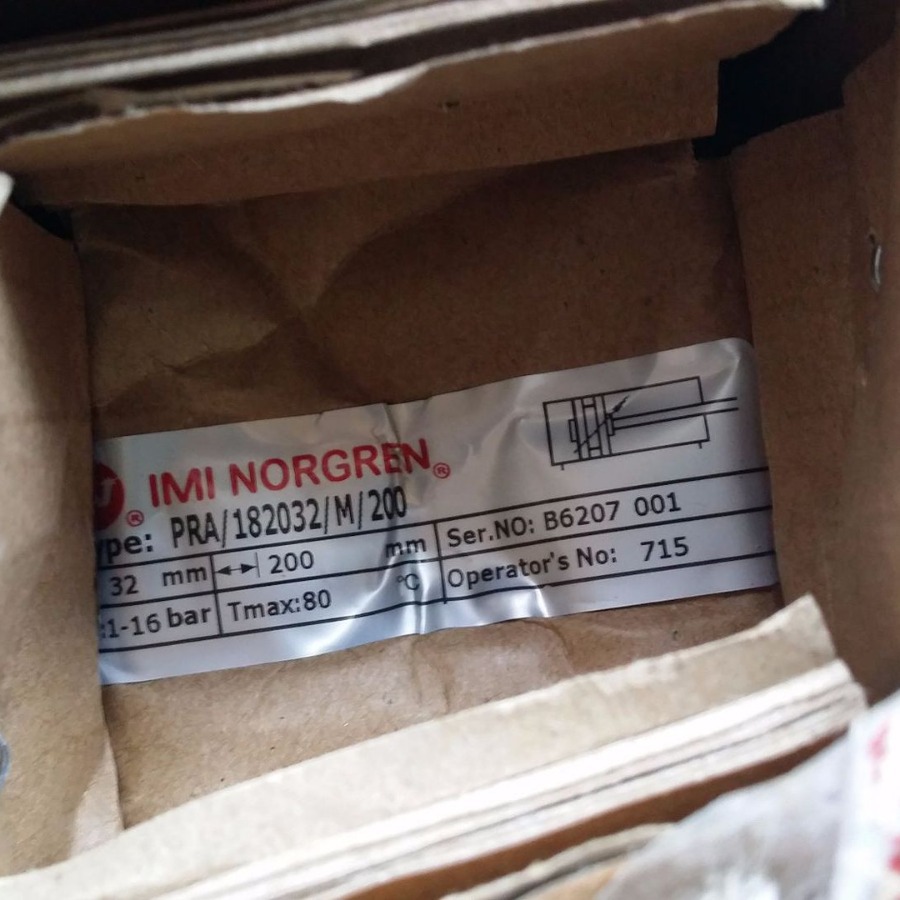 ® IMI NORGREN®
ype: PRA/182032/M/200
32 mm 200 mm Ser.NO: B6207 001
:1-16 bar Tmax:80 °C Operator's No: 715